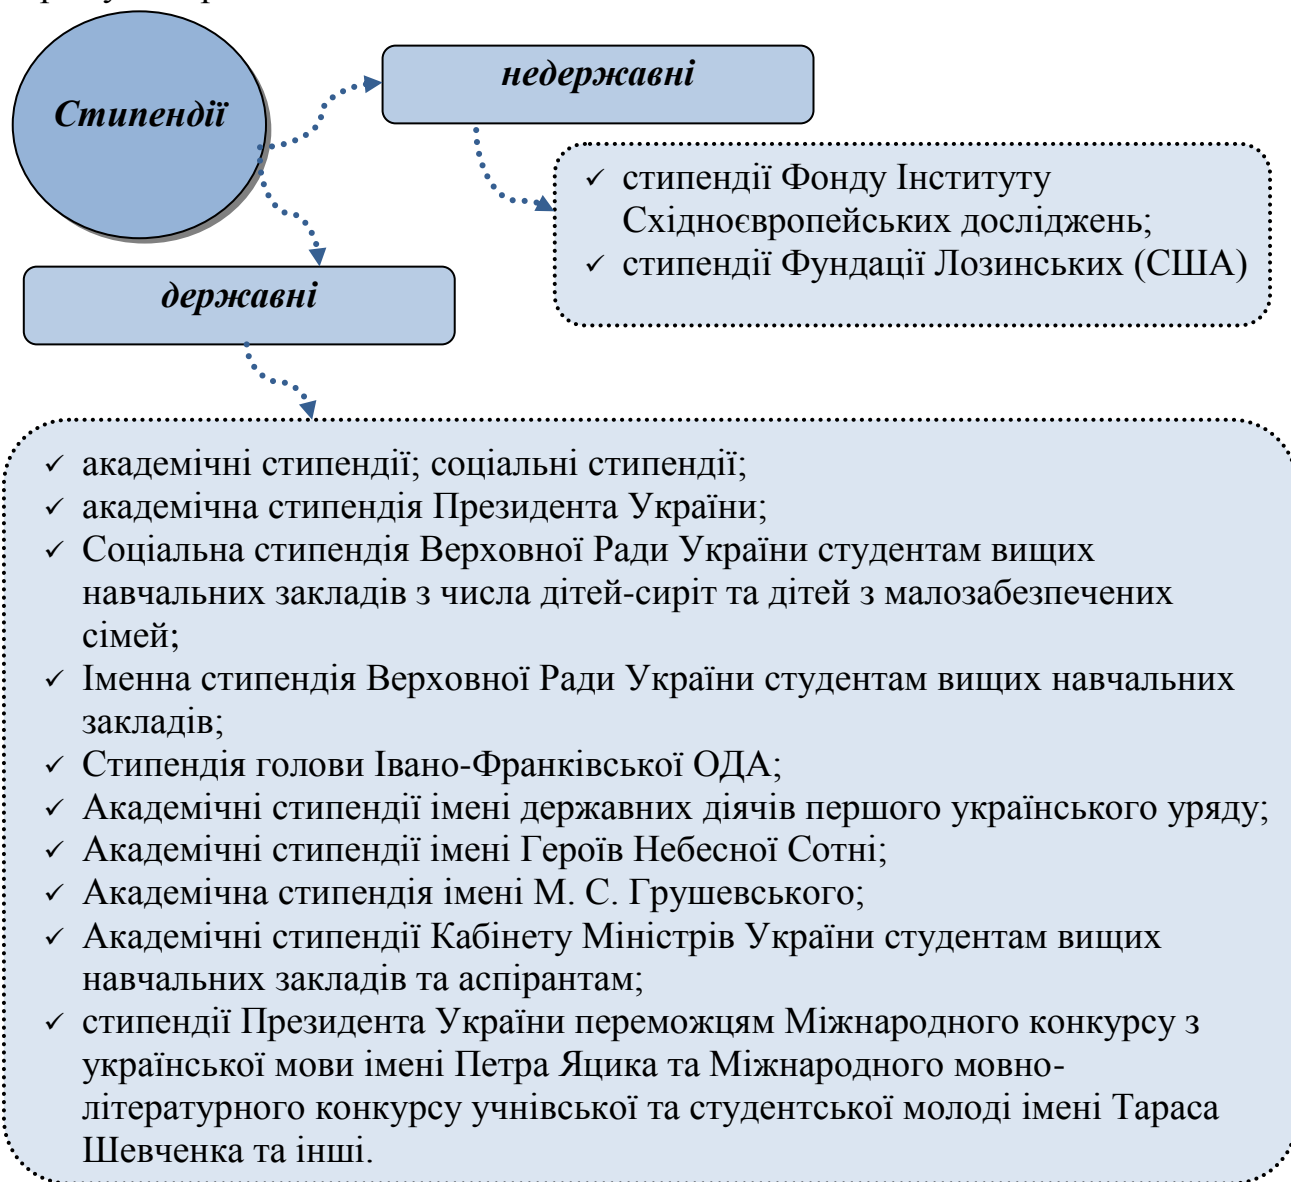 Стипендії
недержавні
✓ стипендії Фонду Інституту
Східноєвропейських досліджень;
✓ стипендії Фундації Лозинських (США)
державні
✓ академічні стипендії; соціальні стипендії;
✓ академічна стипендія Президента України;
✓ Соціальна стипендія Верховної Ради України студентам вищих
навчальних закладів з числа дітей-сиріт та дітей з малозабезпечених
сімей;
✓ Іменна стипендія Верховної Ради України студентам вищих навчальних
закладів;
✓ Стипендія голови Івано-Франківської ОДА;
✓ Академічні стипендії імені державних діячів першого українського уряду;
✓ Академічні стипендії імені Героїв Небесної Сотні;
✓ Академічна стипендія імені М. С. Грушевського;
✓ Академічні стипендії Кабінету Міністрів України студентам вищих
навчальних закладів та аспірантам;
✓ стипендії Президента України переможцям Міжнародного конкурсу з
української мови імені Петра Яцика та Міжнародного мовно-
літературного конкурсу учнівської та студентської молоді імені Тараса
Шевченка та інші.